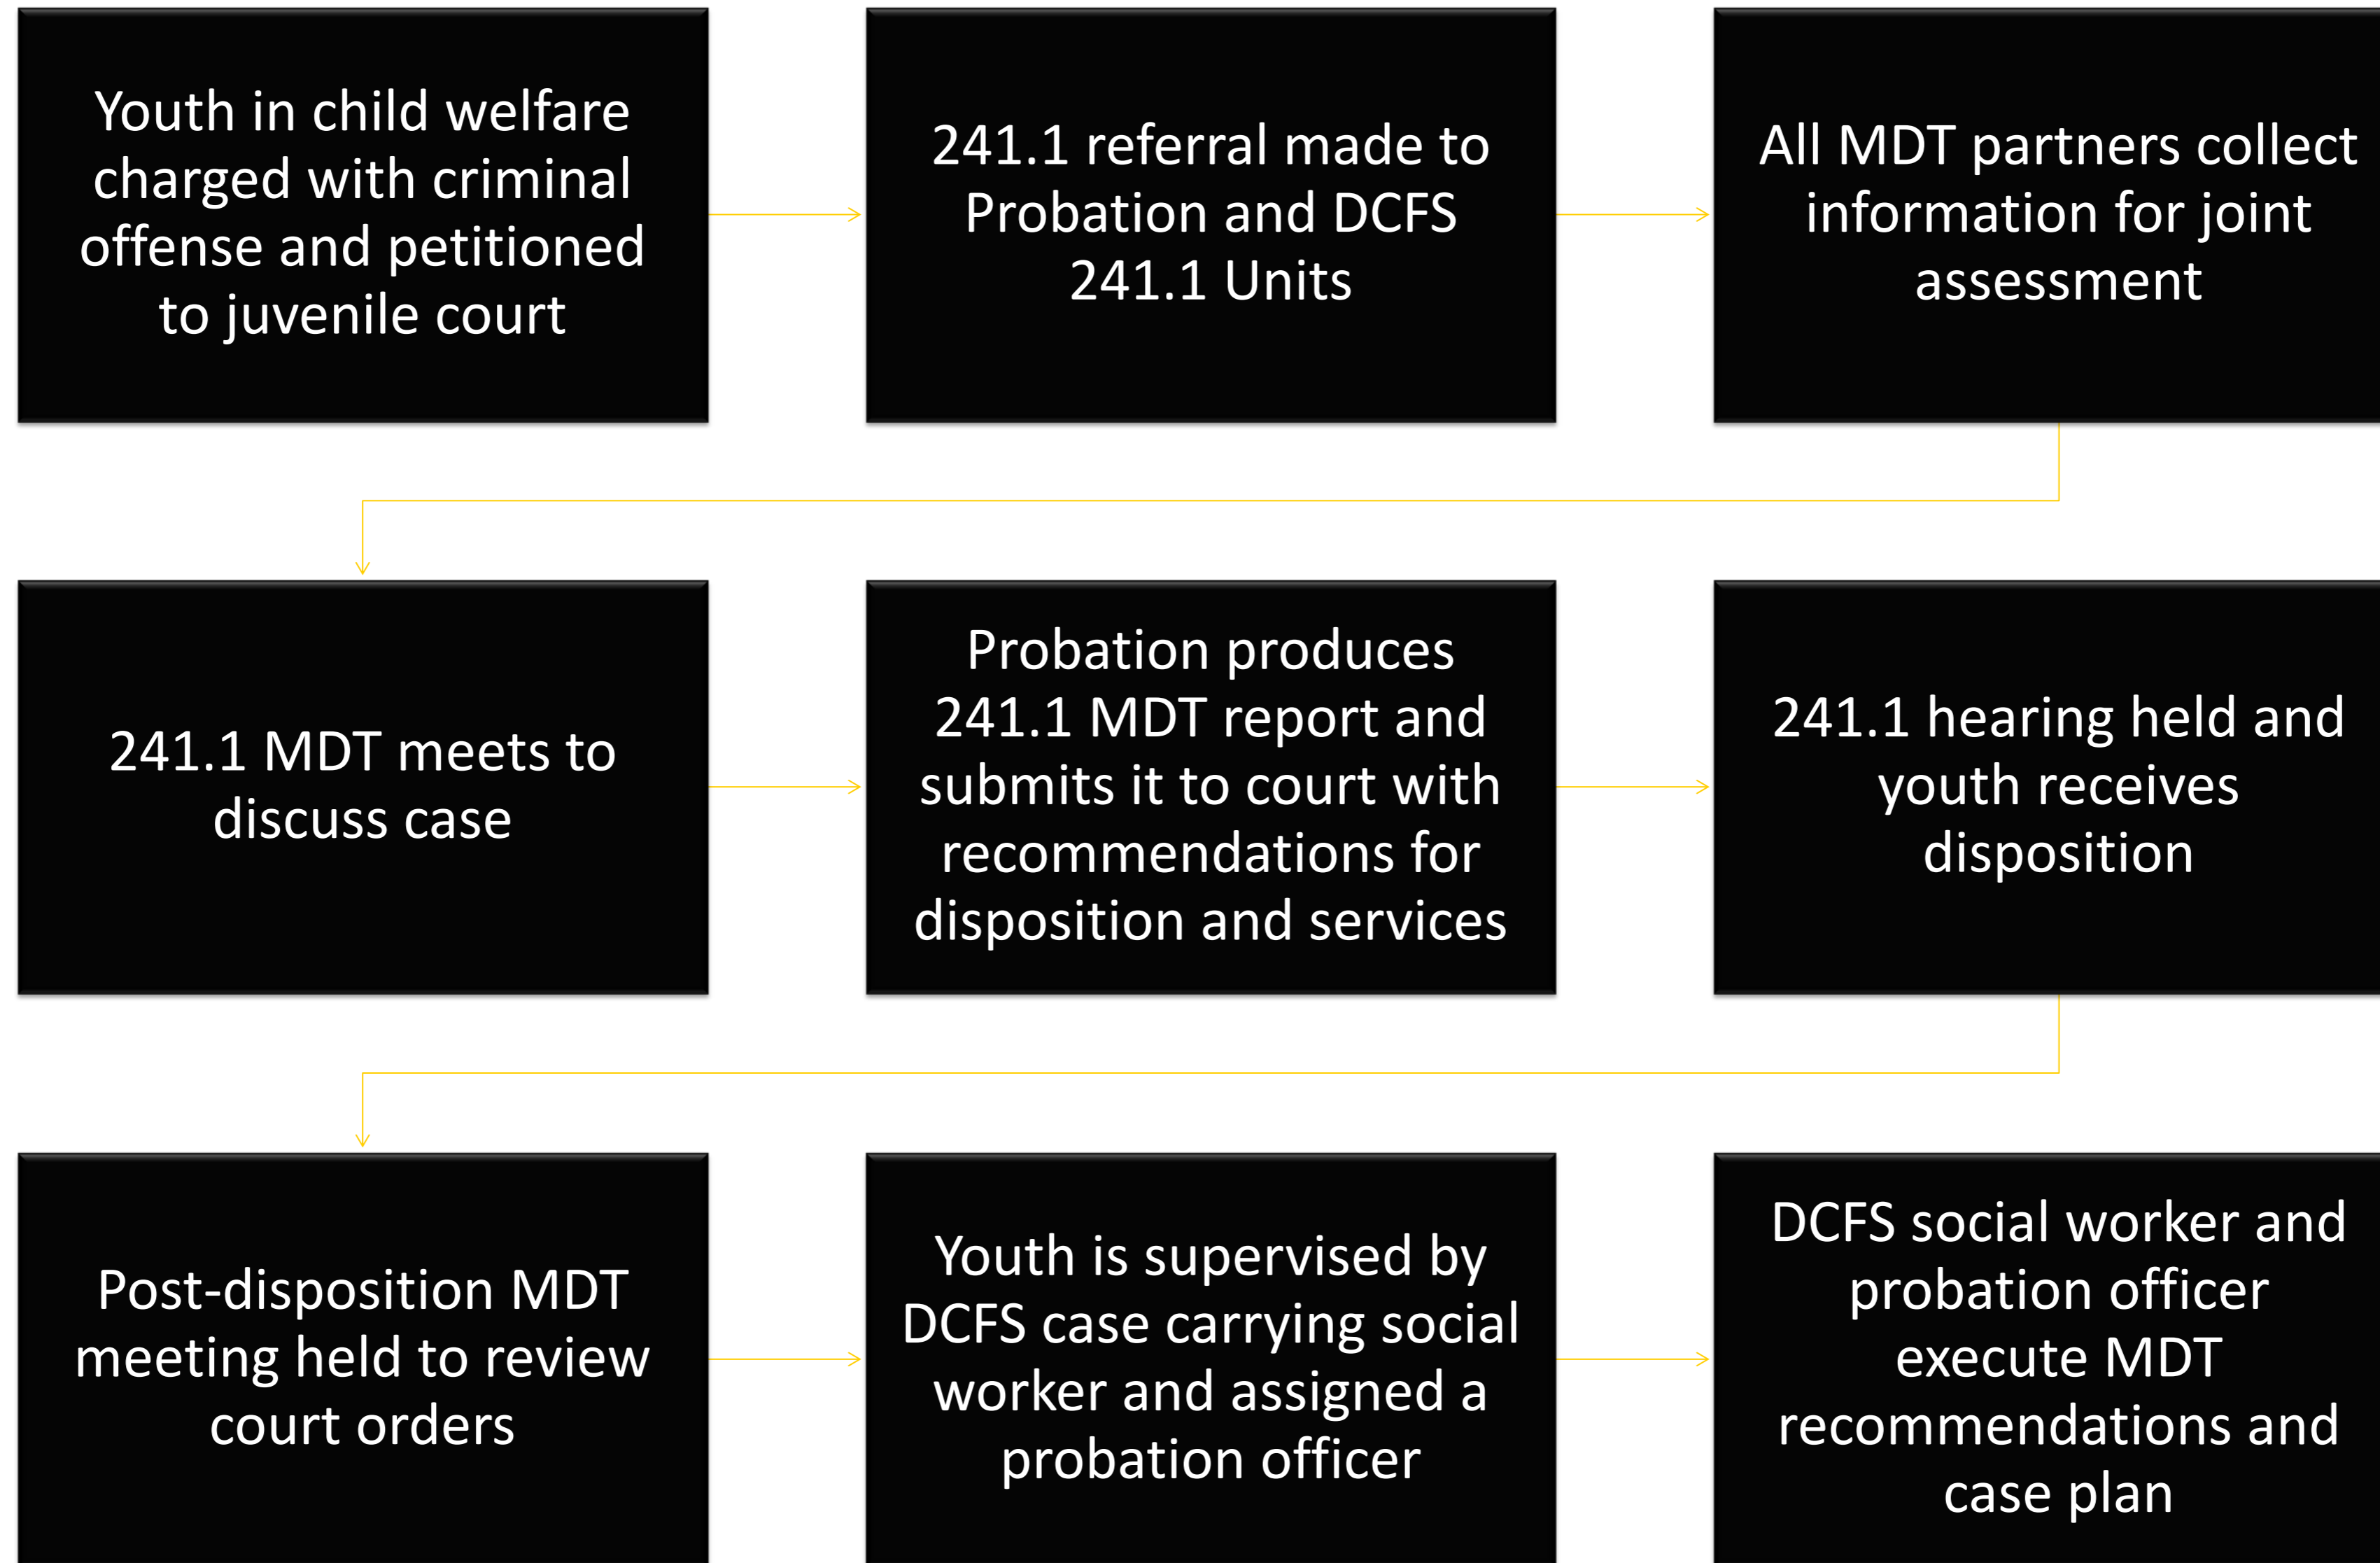 Youth in child welfare
charged with criminal
offense and petitioned
to juvenile court
241.1 referral made to
Probation and DCFS
241.1 Units
All MDT partners collect
information for joint
assessment
241.1 MDT meets to
discuss case
Probation produces
241.1 MDT report and
submits it to court with
recommendations for
disposition and services
241.1 hearing held and
youth receives
disposition
Post-disposition MDT
meeting held to review
court orders
Youth is supervised by
DCFS case carrying social
worker and assigned a
probation officer
DCFS social worker and
probation officer
execute MDT
recommendations and
case plan